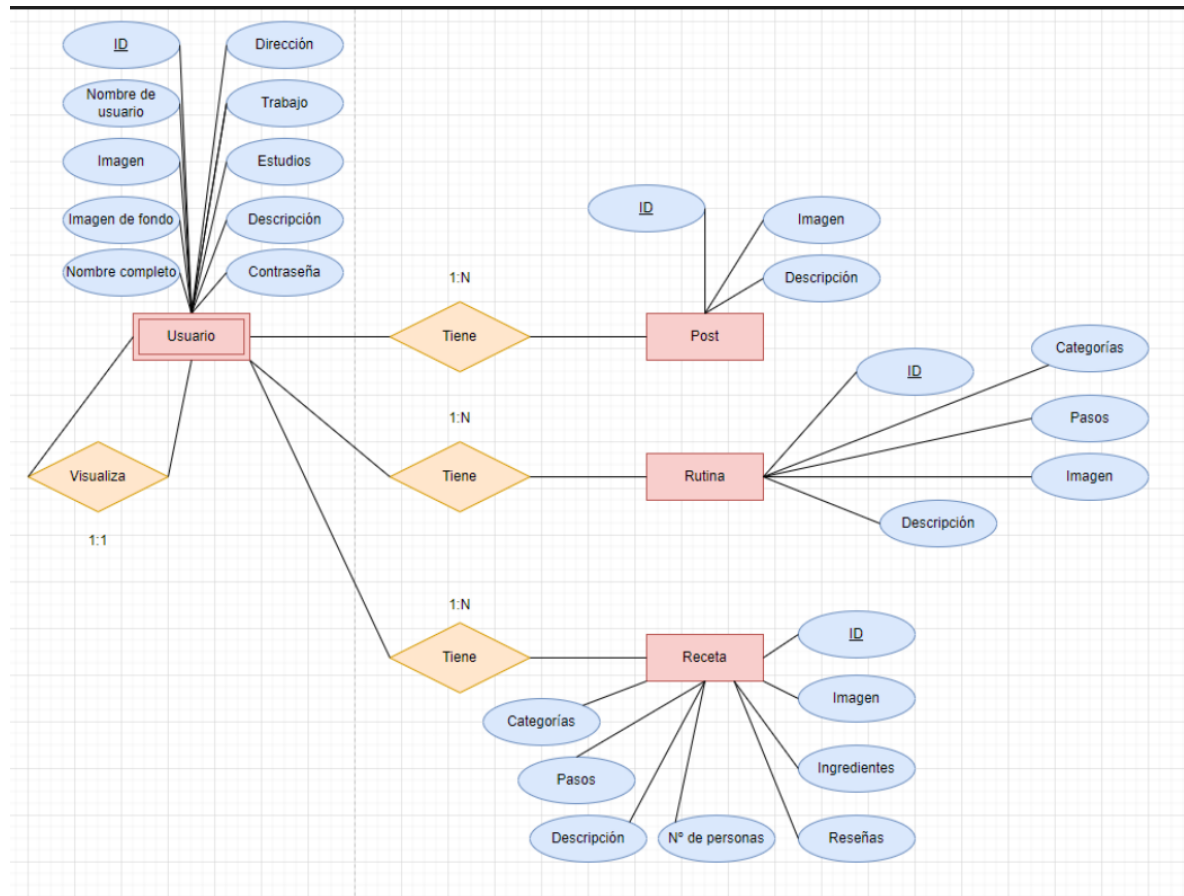 ID
Dirección
Nombre de
usuario
Trabajo
Imagen
Estudios
Imagen de fondo
Descripción
Nombre completo
Contraseña
ID
Imagen
Descripción
1:N
Usuario
Tiene
Post
Categorías
ID
1:N
Pasos
Visualiza
Tiene
Rutina
Imagen
Descripción
1:1
1:N
ID
Tiene
Receta
Imagen
Categorías
Ingredientes
Pasos
Descripción
Nº de personas
Reseñas